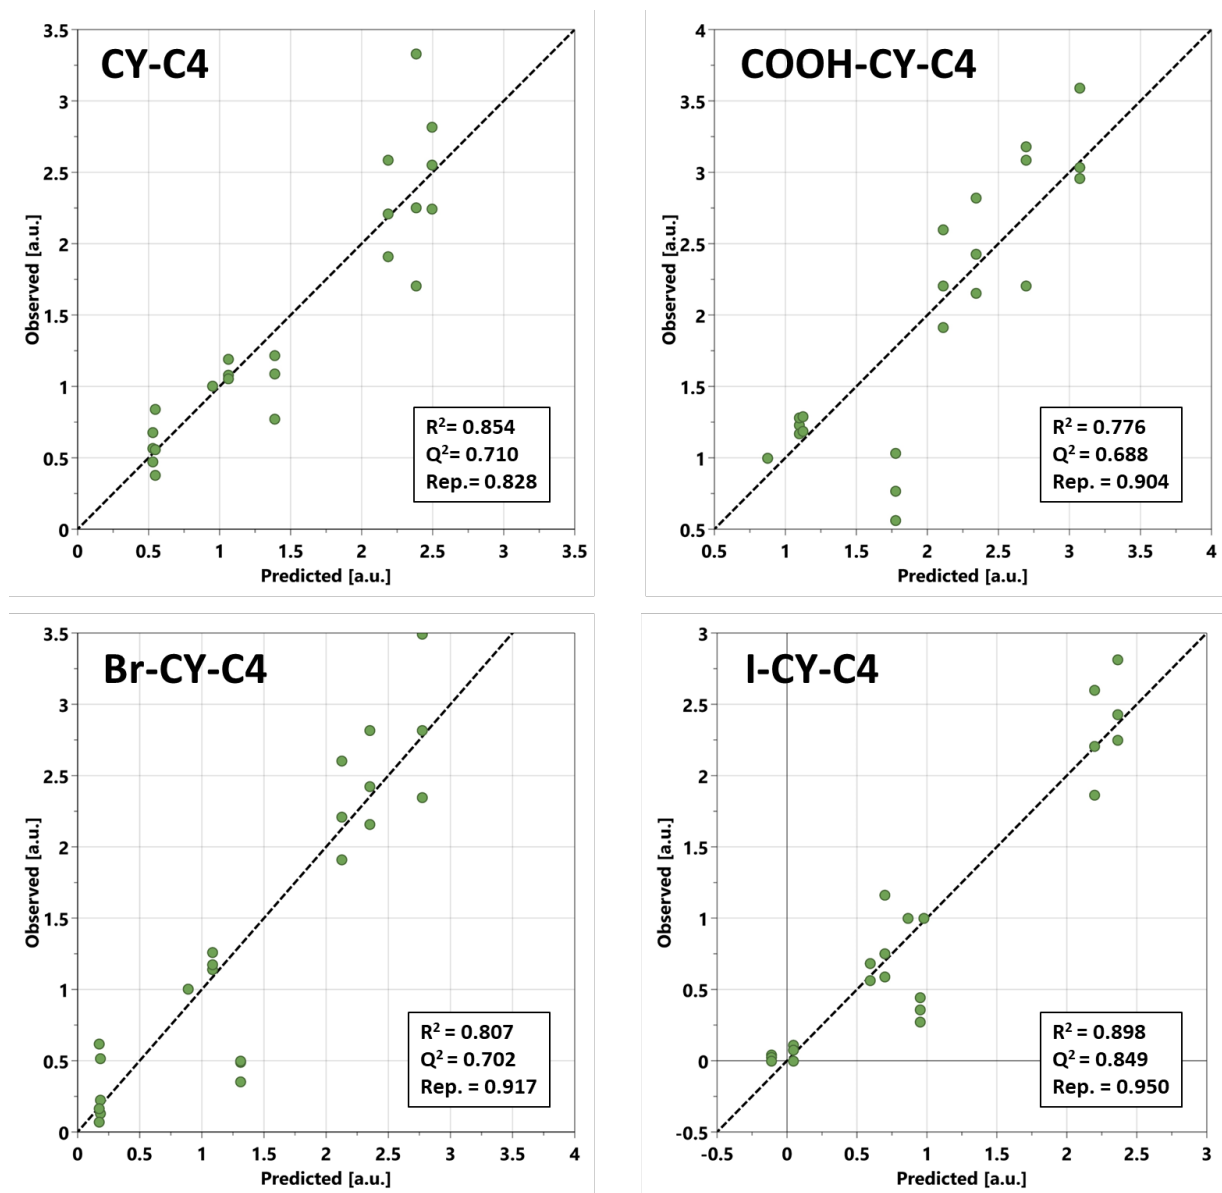 CY-C4
3.5
3
2.5
2
1.5
1
0.5
0
Observed [a.u.]
R²= 0.854
Q²= 0.710
Rep.= 0.828
0 0.5 1 1.5 2 2.5 3 3.5
Predicted [a.u.]
COOH-CY-C4
4
3.5
3
2.5
2
1.5
1
0.5
Observed [a.u.]
R² = 0.776
Q² = 0.688
Rep. = 0.904
0.5 1 1.5 2 2.5 3 3.5 4
Predicted [a.u.]
Br-CY-C4
3.5
3
2.5
2
1.5
1
0.5
0
Observed [a.u.]
R² = 0.807
Q² = 0.702
Rep. = 0.917
0 0.5 1 1.5 2 2.5 3 3.5 4
Predicted [a.u.]
I-CY-C4
3
2.5
2
1.5
1
0.5
0
-0.5
Observed [a.u.]
R² = 0.898
Q² = 0.849
Rep. = 0.950
-0.5 0 0.5 1 1.5 2 2.5 3
Predicted [a.u.]